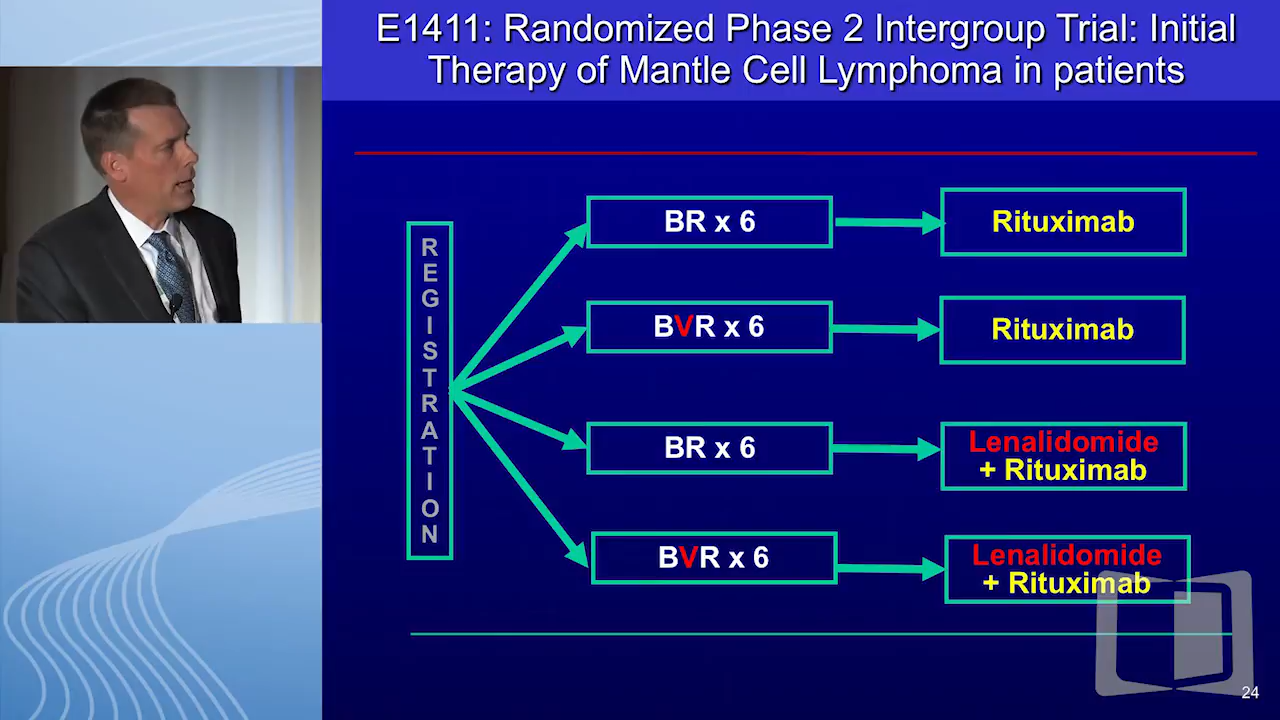 E1411: Randomized Phase 2 Intergroup Trial: Initial
Therapy of Mantle Cell Lymphoma in patients
REGISTRATION
BR x 6
Rituximab
BVR x 6
Rituximab
BR x 6
Lenalidomide
+ Rituximab
BVR x 6
Lenalidomide
+ Rituximab
24